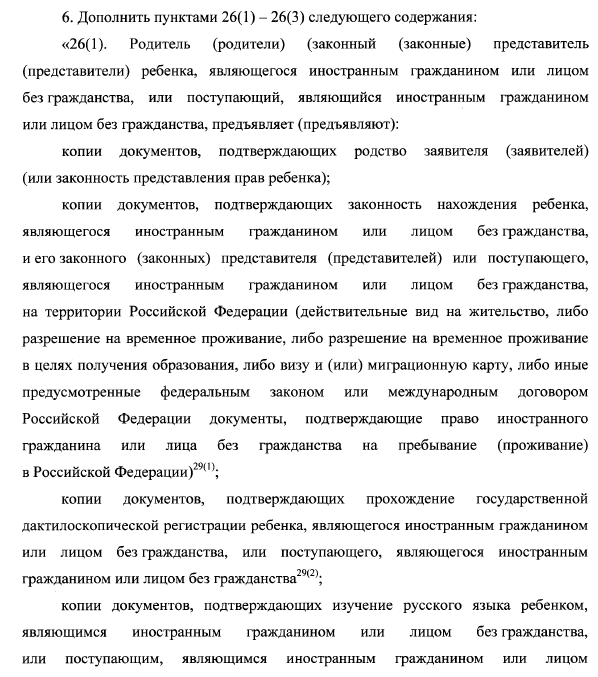 6. Дополнить пунктами 26(1) – 26(3) следующего содержания:
«26(1). Родитель (родители) (законный (законные) представитель
(представители) ребенка, являющегося иностранным гражданином или лицом
без гражданства, или поступающий, являющийся иностранным гражданином
или лицом без гражданства, предъявляет (предъявляют):
копии документов, подтверждающих родство заявителя (заявителей)
(или законность представления прав ребенка);
копии документов, подтверждающих законность нахождения ребенка,
являющегося иностранным гражданином или лицом без гражданства,
и его законного (законных) представителя (представителей) или поступающего,
являющегося иностранным гражданином или лицом без гражданства,
на территории Российской Федерации (действительные вид на жительство, либо
разрешение на временное проживание, либо разрешение на временное проживание
в целях получения образования, либо визу и (или) миграционную карту, либо иные
предусмотренные федеральным законом или международным договором
Российской Федерации документы, подтверждающие право иностранного
гражданина или лица без гражданства на пребывание (проживание)
в Российской Федерации)29(1);
копии документов, подтверждающих прохождение государственной
дактилоскопической регистрации ребенка, являющегося иностранным гражданином
или лицом без гражданства, или поступающего, являющегося иностранным
гражданином или лицом без гражданства29(2);
копии документов, подтверждающих изучение русского языка ребенком,
являющимся иностранным гражданином или лицом без гражданства,
или поступающим, являющимся иностранным гражданином или лицом